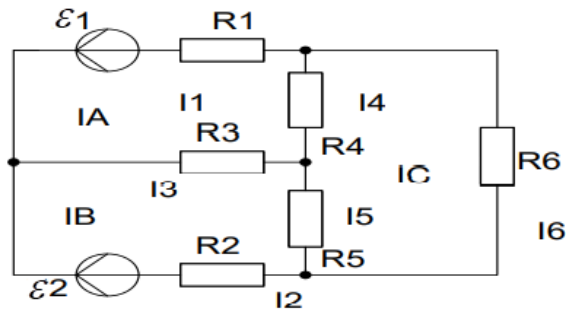 ℰ1 R1
IA I1 I4
R3 R4
I3 IC R6
IB I5 I6
ℰ2 R2 R5
I2